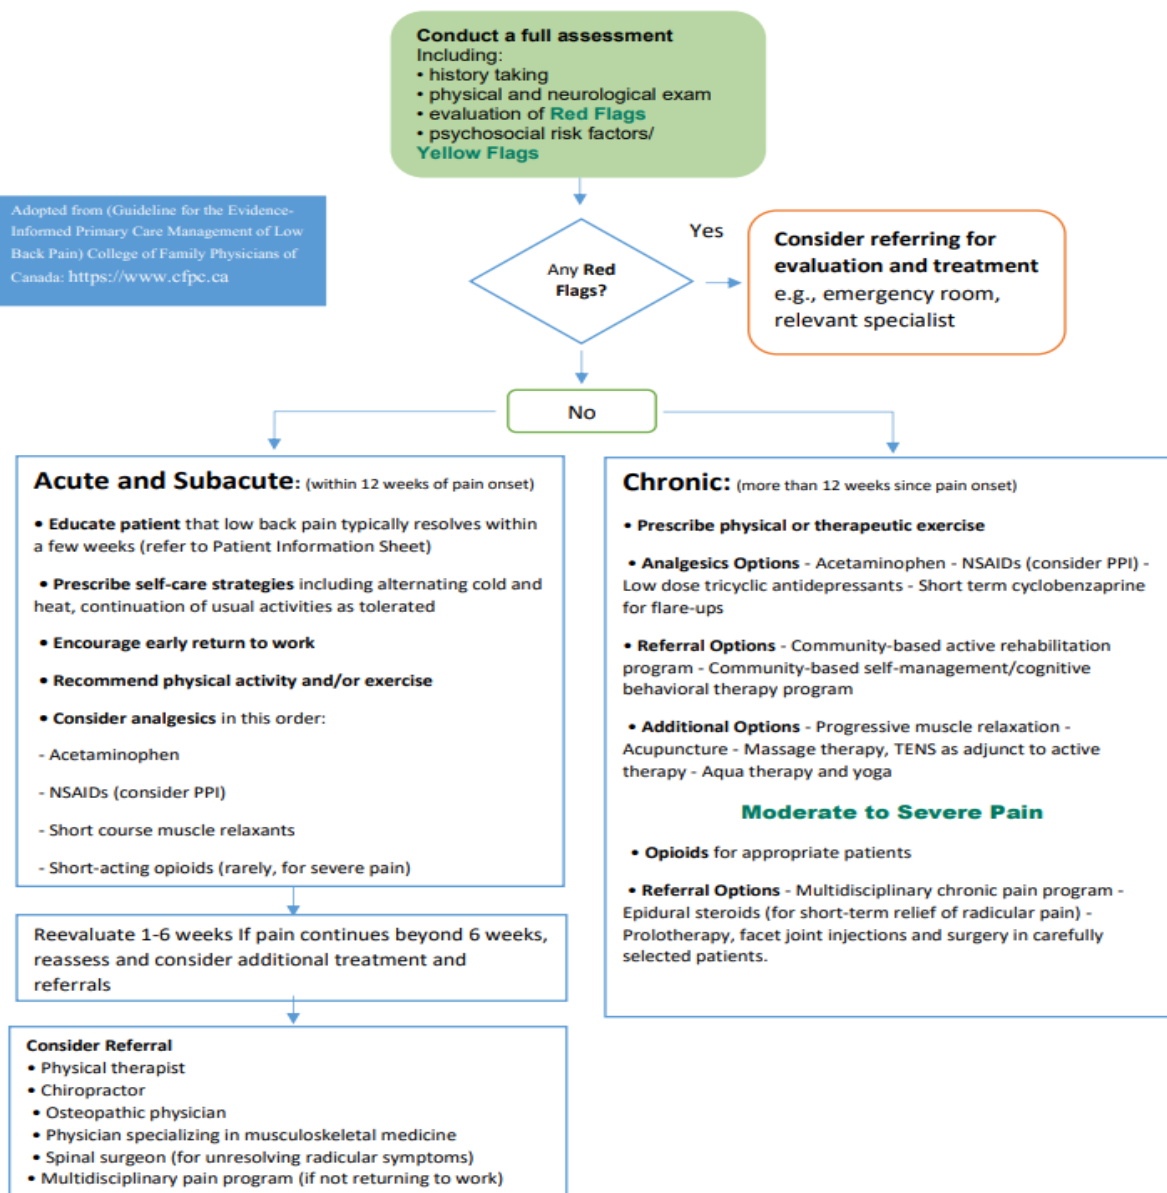 Conduct a full assessment
Including:
• history taking
• physical and neurological exam
• evaluation of Red Flags
• psychosocial risk factors/
Yellow Flags
Adopted from (Guideline for the Evidence-
Informed Primary Care Management of Low
Back Pain) College of Family Physicians of
Canada: https://www.cfpc.ca
Any Red
Flags?
Yes
Consider referring for
evaluation and treatment
e.g., emergency room,
relevant specialist
No
Acute and Subacute: (within 12 weeks of pain onset)
• Educate patient that low back pain typically resolves within
a few weeks (refer to Patient Information Sheet)
• Prescribe self-care strategies including alternating cold and
heat, continuation of usual activities as tolerated
• Encourage early return to work
• Recommend physical activity and/or exercise
• Consider analgesics in this order:
- Acetaminophen
- NSAIDs (consider PPI)
- Short course muscle relaxants
- Short-acting opioids (rarely, for severe pain)
Reevaluate 1-6 weeks If pain continues beyond 6 weeks,
reassess and consider additional treatment and
referrals
Consider Referral
• Physical therapist
• Chiropractor
• Osteopathic physician
• Physician specializing in musculoskeletal medicine
• Spinal surgeon (for unresolving radicular symptoms)
• Multidisciplinary pain program (if not returning to work)
Chronic: (more than 12 weeks since pain onset)
• Prescribe physical or therapeutic exercise
• Analgesics Options - Acetaminophen - NSAIDs (consider PPI) -
Low dose tricyclic antidepressants - Short term cyclobenzaprine
for flare-ups
• Referral Options - Community-based active rehabilitation
program - Community-based self-management/cognitive
behavioral therapy program
• Additional Options - Progressive muscle relaxation -
Acupuncture - Massage therapy, TENS as adjunct to active
therapy - Aqua therapy and yoga
Moderate to Severe Pain
• Opioids for appropriate patients
• Referral Options - Multidisciplinary chronic pain program -
Epidural steroids (for short-term relief of radicular pain) -
Prolotherapy, facet joint injections and surgery in carefully
selected patients.